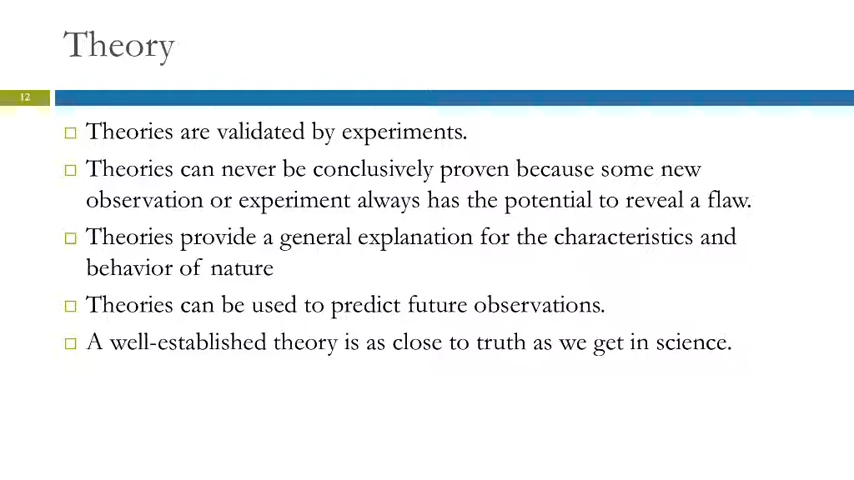 Theory
12
Theories are validated by experiments.
Theories can never be conclusively proven because some new
observation or experiment always has the potential to reveal a flaw.
Theories provide a general explanation for the characteristics and
behavior of nature
Theories can be used to predict future observations.
A well-established theory is as close to truth as we get in science.